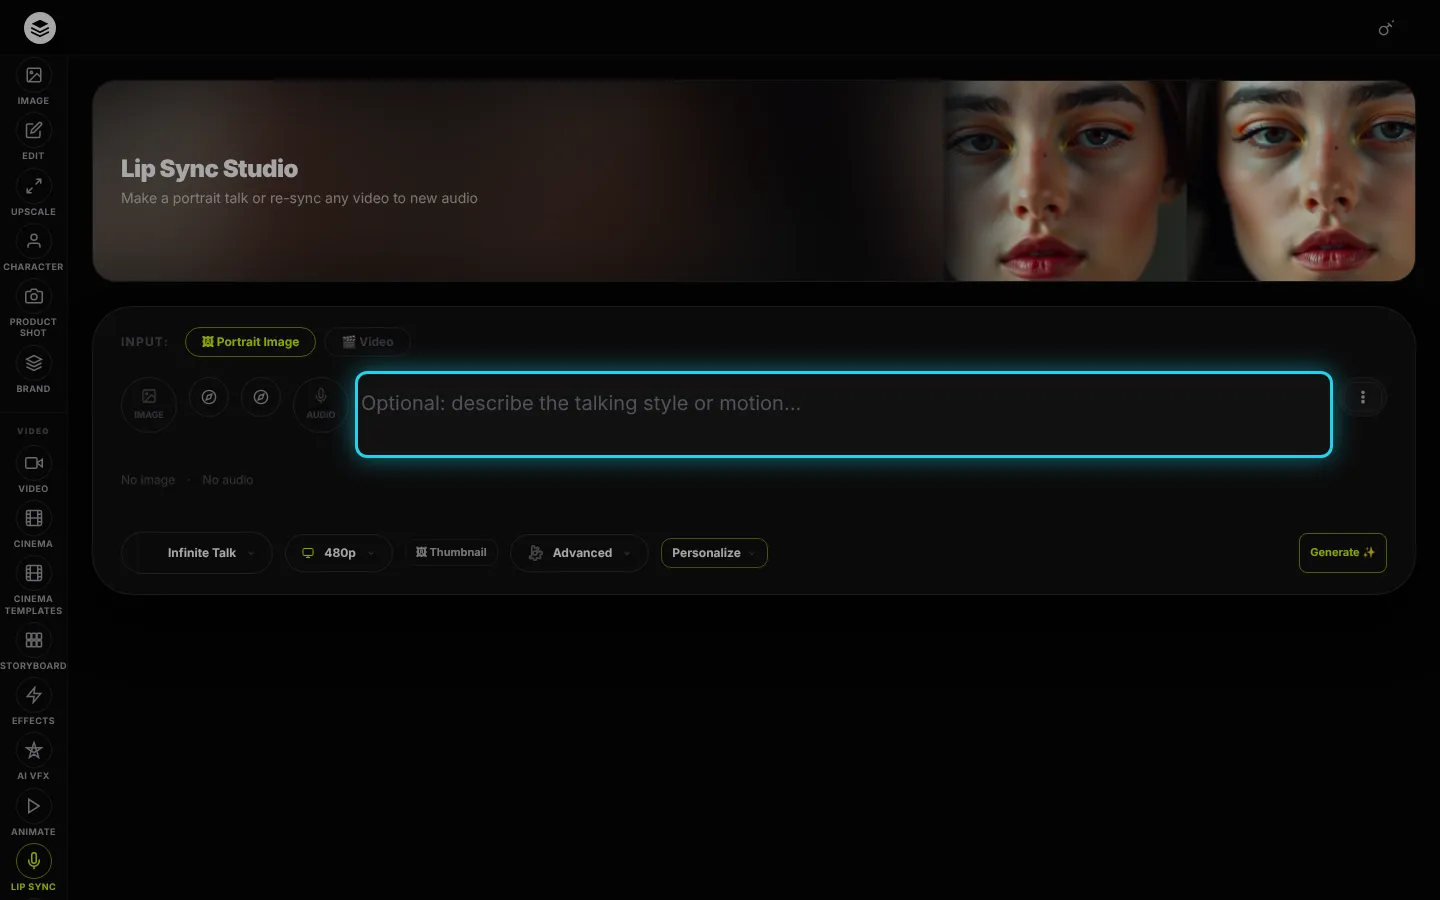 IMAGE
EDIT
UPSCALE
CHARACTER
PRODUCT
SHOT
BRAND
VIDEO
VIDEO
CINEMA
CINEMA
TEMPLATES
STORYBOARD
EFFECTS
AI VFX
ANIMATE
LIP SYNC
Lip Sync Studio
Make a portrait talk or re-sync any video to new audio
INPUT:
Portrait Image
Video
IMAGE
AUDIO
Optional: describe the talking style or motion...
No image · No audio
Infinite Talk
480p
Thumbnail
Advanced
Personalize
Generate